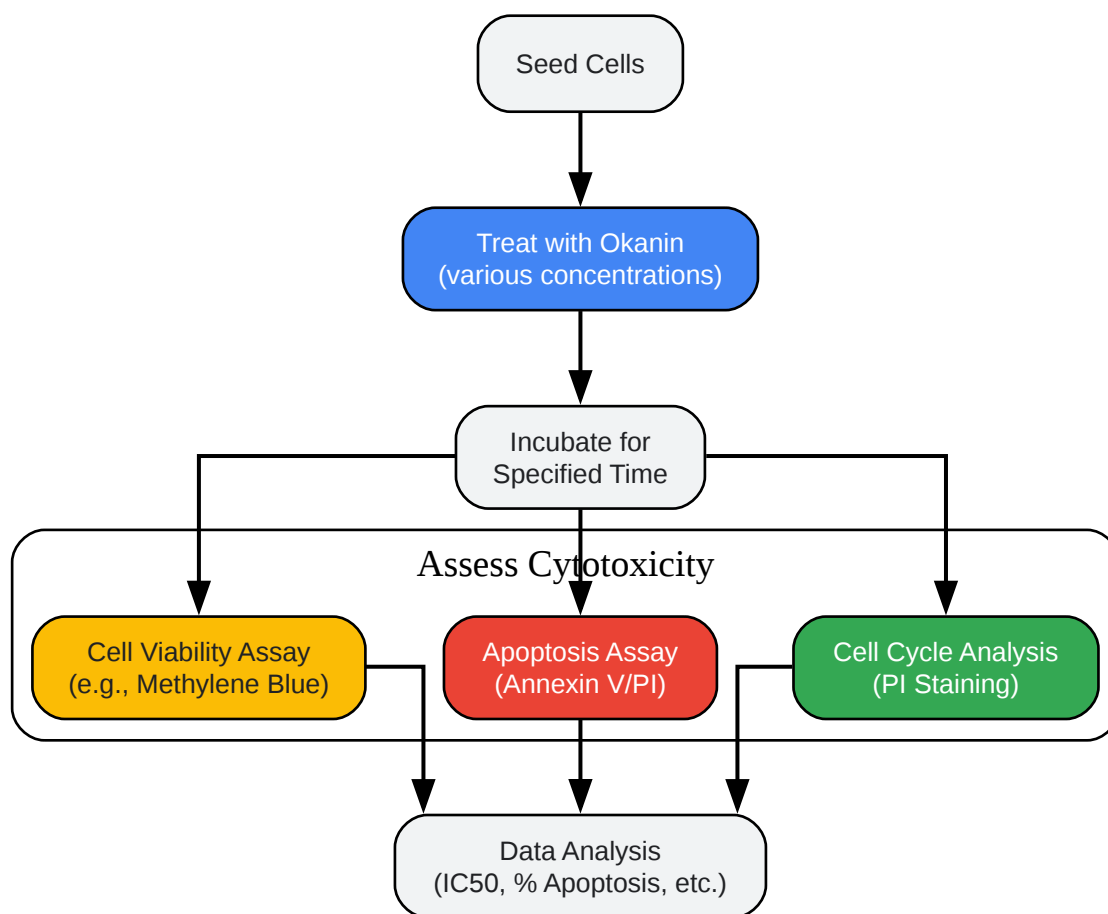 Seed Cells
Treat with Okanin
(various concentrations)
Incubate for
Specified Time
Assess Cytotoxicity
Cell Viability Assay
(e.g., Methylene Blue)
Apoptosis Assay
(Annexin V/PI)
Cell Cycle Analysis
(PI Staining)
Data Analysis
(IC50, % Apoptosis, etc.)